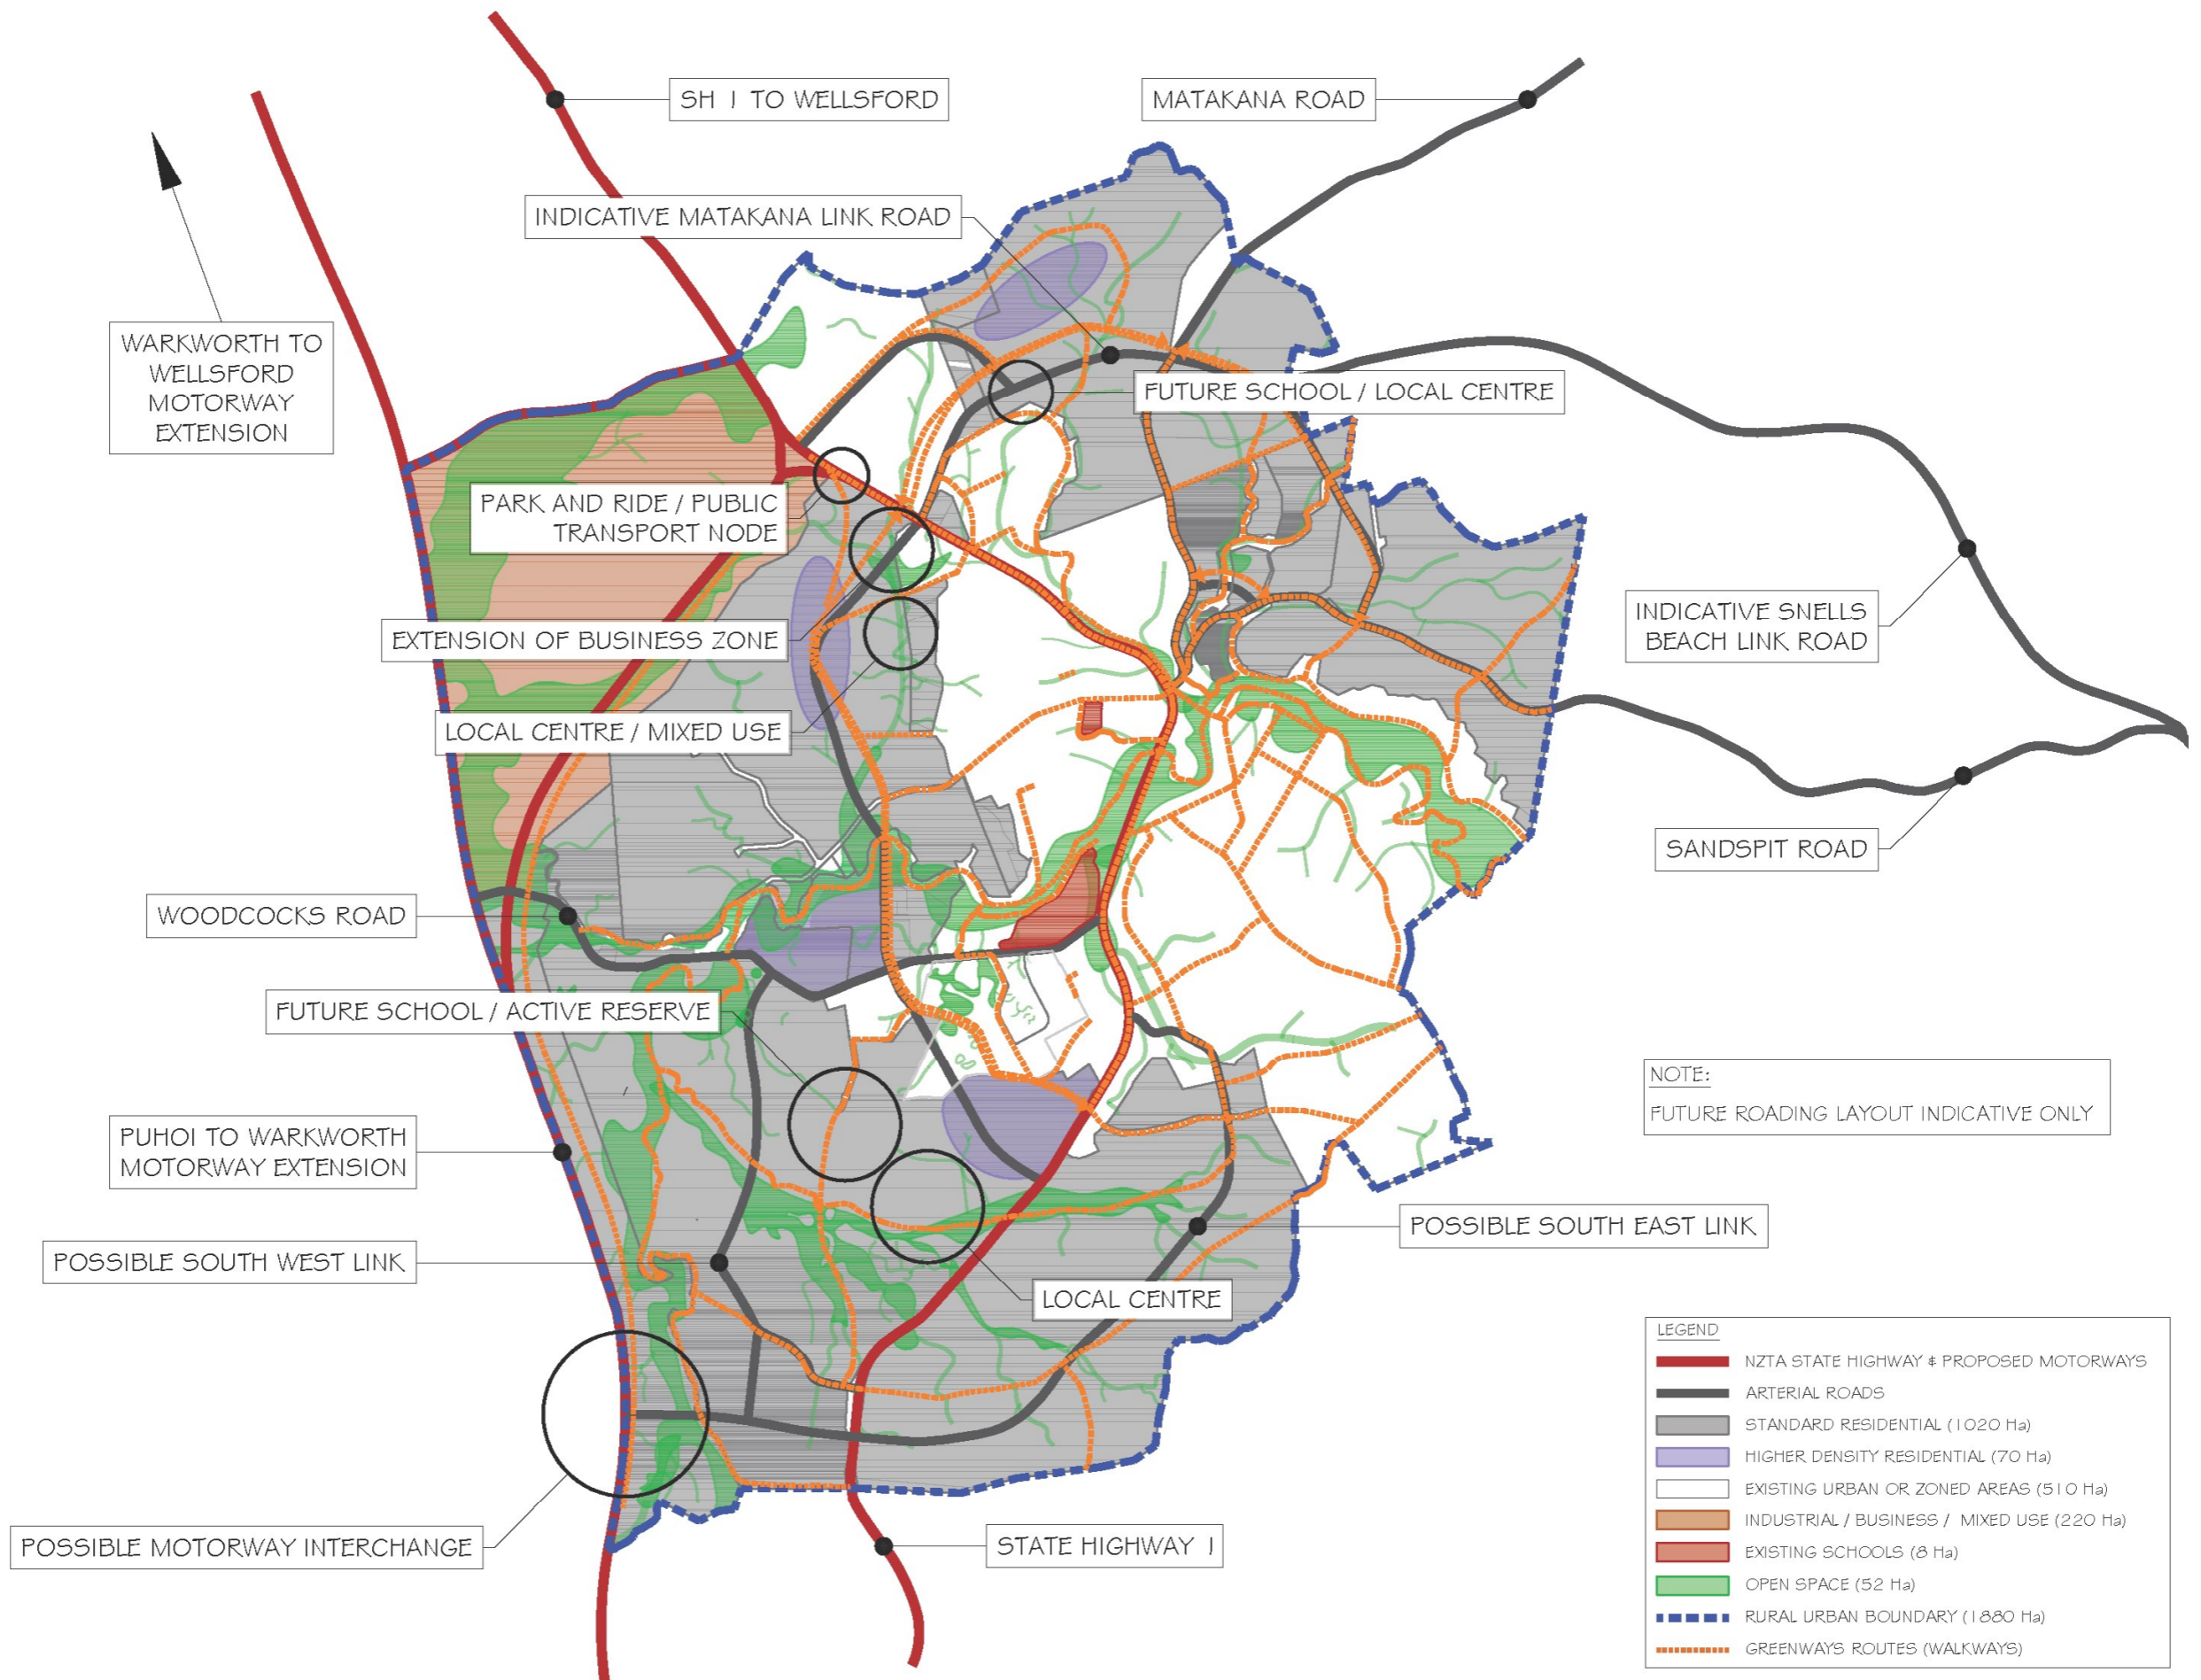 SH 1 TO WELLSFORD
MATAKANA ROAD
INDICATIVE MATAKANA LINK ROAD
WARKWORTH TO
WELLSFORD
MOTORWAY
EXTENSION
FUTURE SCHOOL / LOCAL CENTRE
PARK AND RIDE / PUBLIC
TRANSPORT NODE
EXTENSION OF BUSINESS ZONE
INDICATIVE SNELLS
BEACH LINK ROAD
LOCAL CENTRE / MIXED USE
SANDSPIT ROAD
WOODCOCKS ROAD
FUTURE SCHOOL / ACTIVE RESERVE
NOTE:
FUTURE ROADING LAYOUT INDICATIVE ONLY
PUHOI TO WARKWORTH
MOTORWAY EXTENSION
POSSIBLE SOUTH EAST LINK
POSSIBLE SOUTH WEST LINK
LOCAL CENTRE
POSSIBLE MOTORWAY INTERCHANGE
STATE HIGHWAY 1
LEGEND
NZTA STATE HIGHWAY & PROPOSED MOTORWAYS
ARTERIAL ROADS
STANDARD RESIDENTIAL (1020 Ha)
HIGHER DENSITY RESIDENTIAL (70 Ha)
EXISTING URBAN OR ZONED AREAS (510 Ha)
INDUSTRIAL / BUSINESS / MIXED USE (220 Ha)
EXISTING SCHOOLS (8 Ha)
OPEN SPACE (52 Ha)
RURAL URBAN BOUNDARY (1880 Ha)
GREENWAYS ROUTES (WALKWAYS)